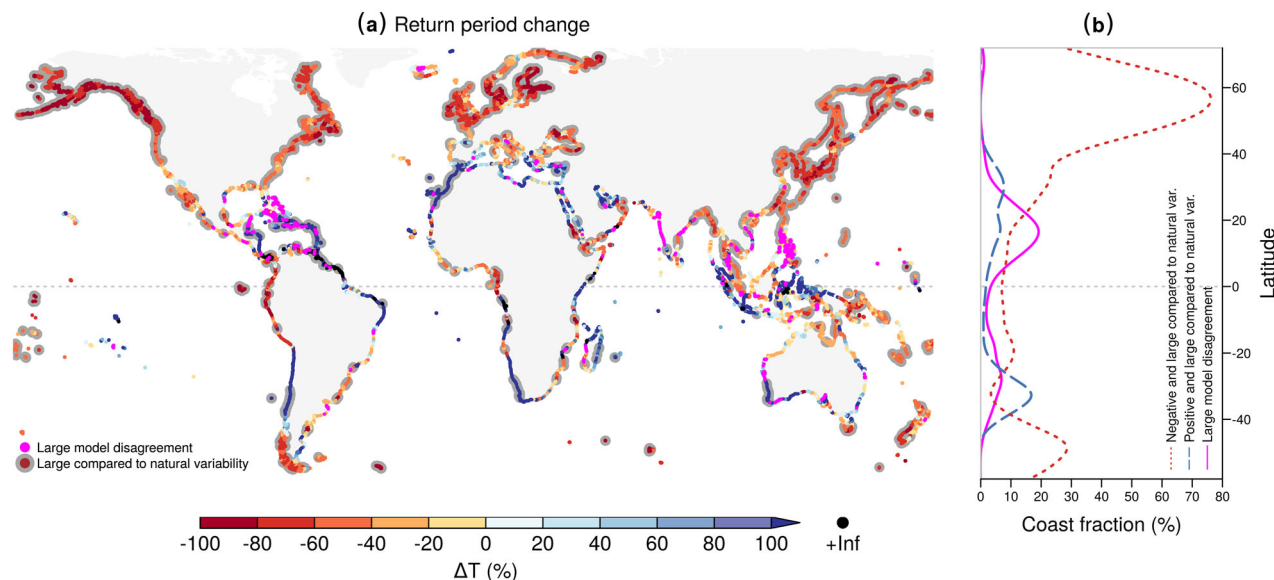 (a) Return period change
(b)
Large model disagreement
Large compared to natural variability
-100 -80 -60 -40 -20 0 20 40 60 80 100
+Inf
ΔT (%)
60
40
20
0
-20
-40
Latitude
Negative and large compared to natural var.
Positive and large compared to natural var.
Large model disagreement
0 10 20 30 40 50 60 70 80
Coast fraction (%)